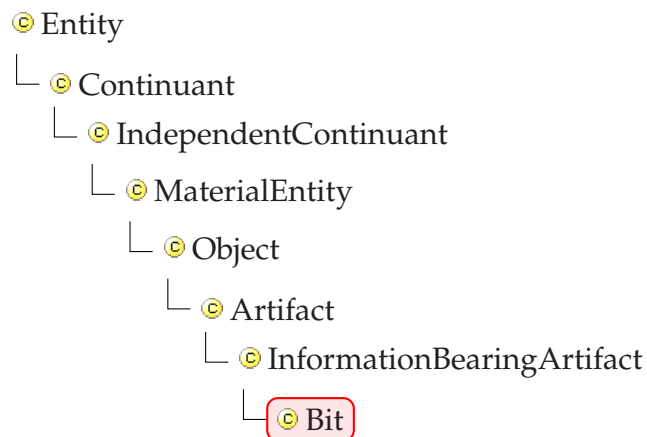 C Entity
C Continuant
C IndependentContinuant
C MaterialEntity
C Object
C Artifact
C InformationBearingArtifact
C Bit